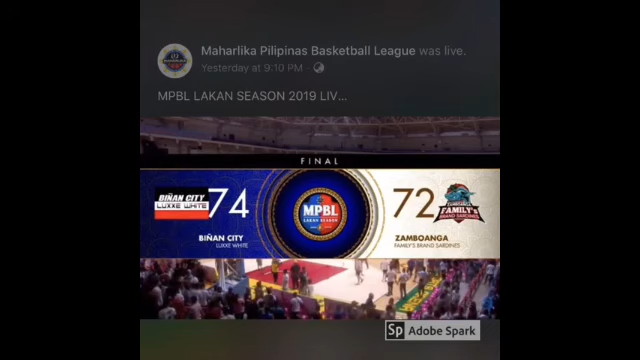 Maharlika Pilipinas Basketball League was live.
Yesterday at 9:10 PM ·
MPBL LAKAN SEASON 2019 LIV...
FINAL
BIÑAN CITY
LUXXE WHITE
74
MPBL
LAKAN SEASON
72
ZAMBOANGA
FAMILY'S
BRAND SARDINES
BIÑAN CITY
LUXXE WHITE
ZAMBOANGA
FAMILY'S BRAND SARDINES
Sp Adobe Spark